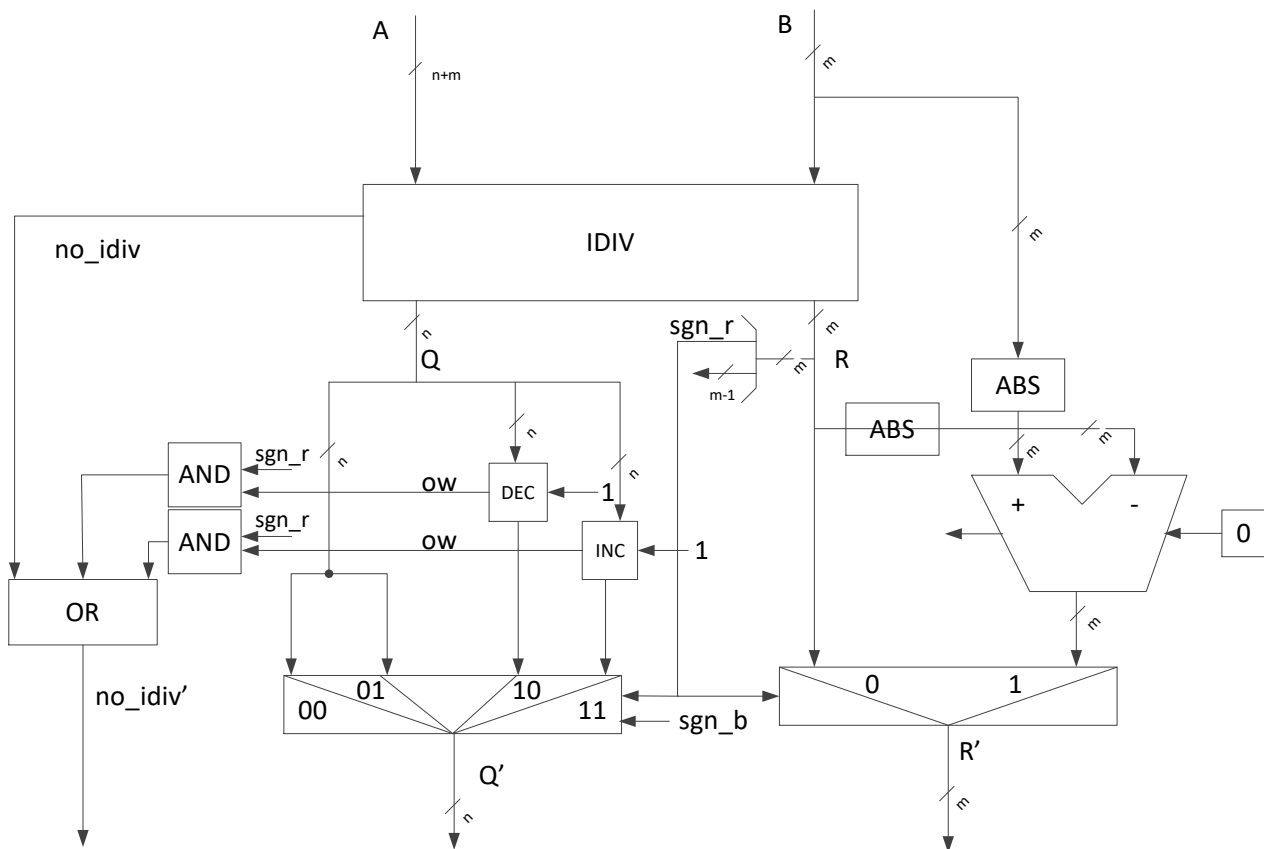 A
B
n+m
m
m
no_idiv
IDIV
n
Q
sgn_r
m
m
R
m-1
ABS
ABS
m
m
n
n
n
AND
sgn_r
ow
DEC
1
AND
sgn_r
ow
INC
1
+
-
0
OR
m
no_idiv’
00
01
10
11
sgn_b
0
1
Q’
n
R’
m